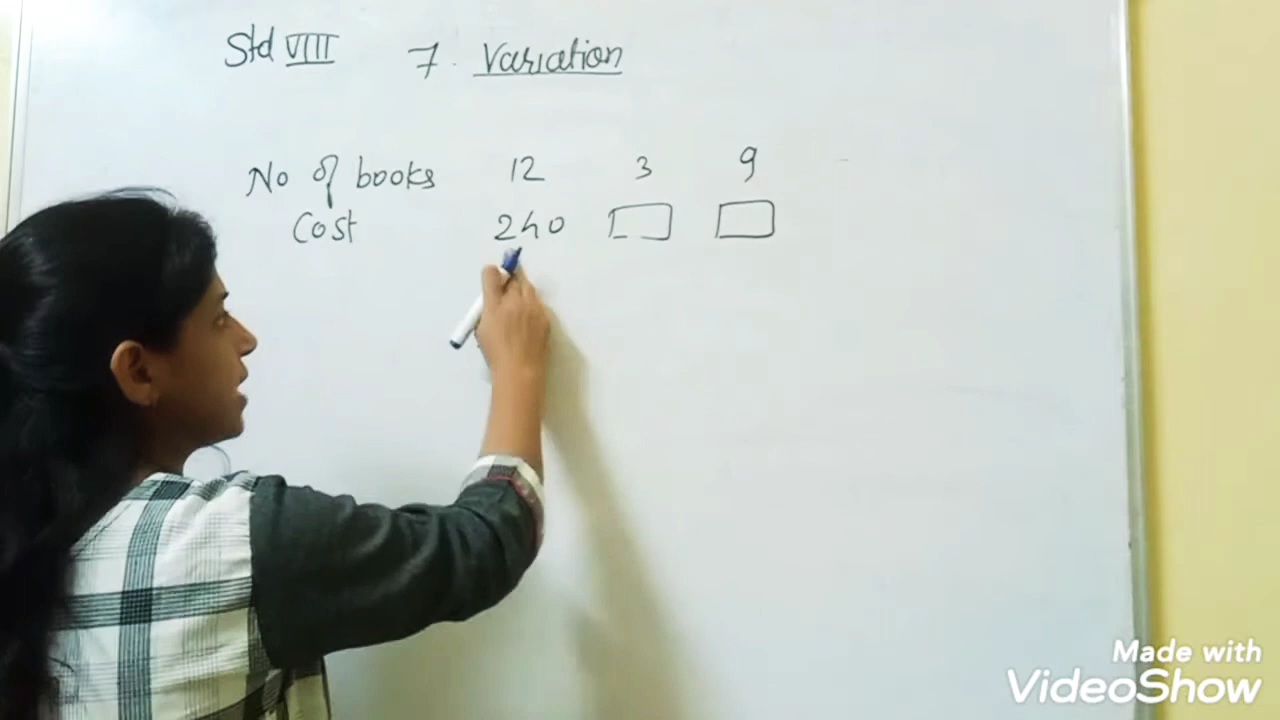 Std VIII 7. Variation
No of books 12 3 9
Cost 240
Made with
VideoShow